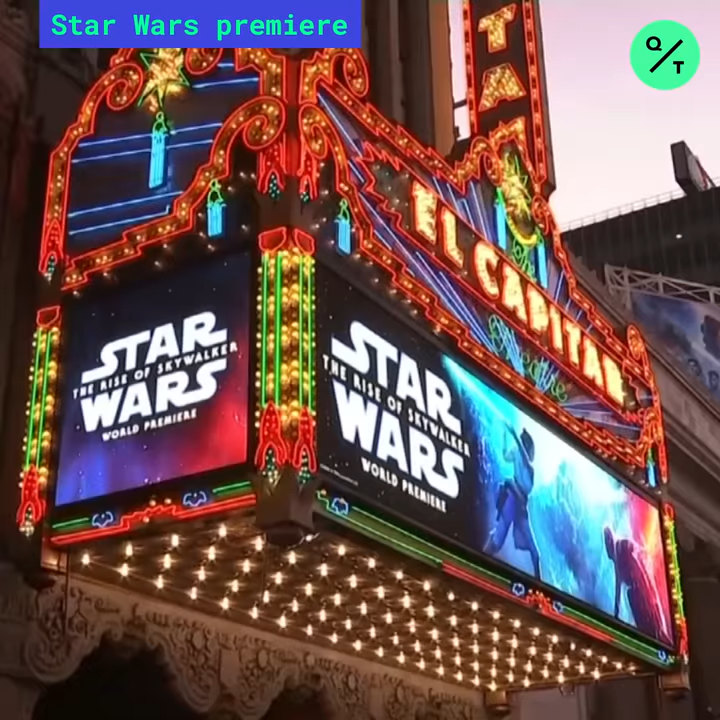 Star Wars premiere
Q/T
TA
EL CAPITAN
STAR
THE RISE OF SKYWALKER
WARS
WORLD PREMIERE
STAR
THE RISE OF SKYWALKER
WARS
WORLD PREMIERE